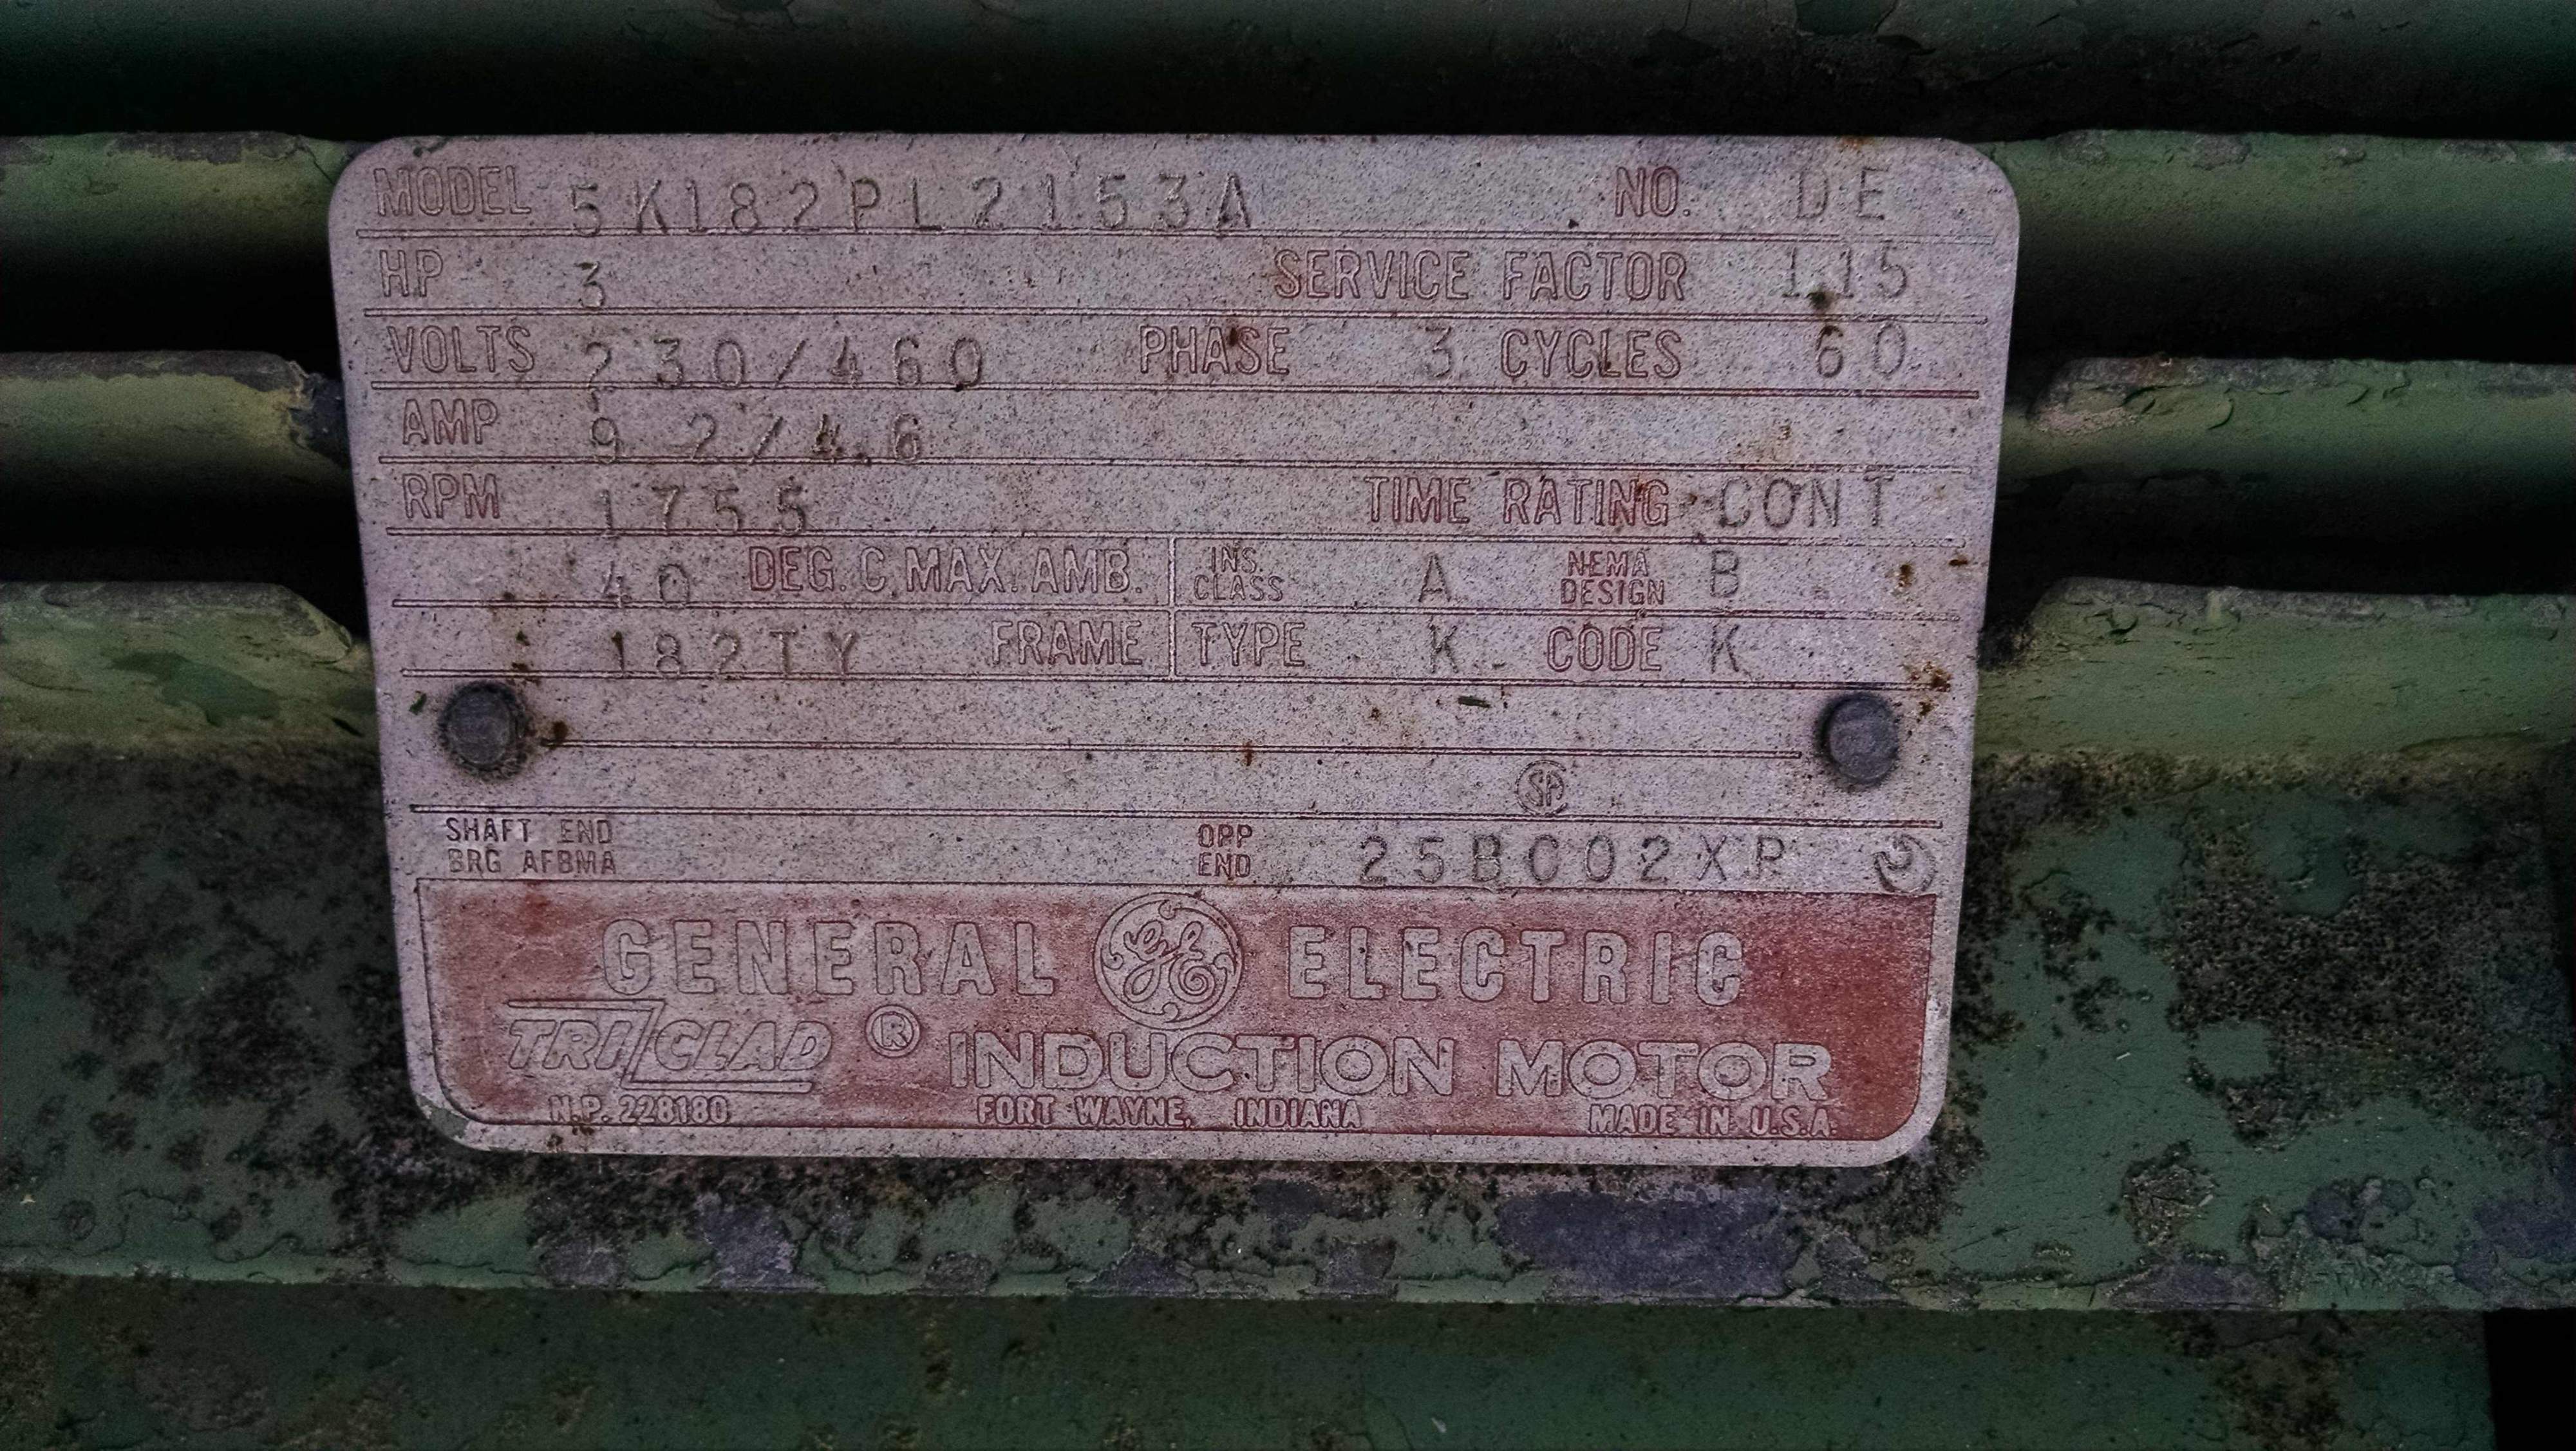 MODEL 5K182PL2153A NO. DE
HP 3 SERVICE FACTOR 1.15
VOLTS 230/460 PHASE 3 CYCLES 60
AMP 9.2/4.6
RPM 1755 TIME RATING CONT
40 DEG. C MAX. AMB. INS. CLASS A NEMA DESIGN B
182TY FRAME TYPE K CODE K
SP
SHAFT END BRG AFBMA OPP END 25BC02XP
GENERAL GE ELECTRIC
TRI/CLAD ® INDUCTION MOTOR
N.P. 228180 FORT WAYNE, INDIANA MADE IN U.S.A.